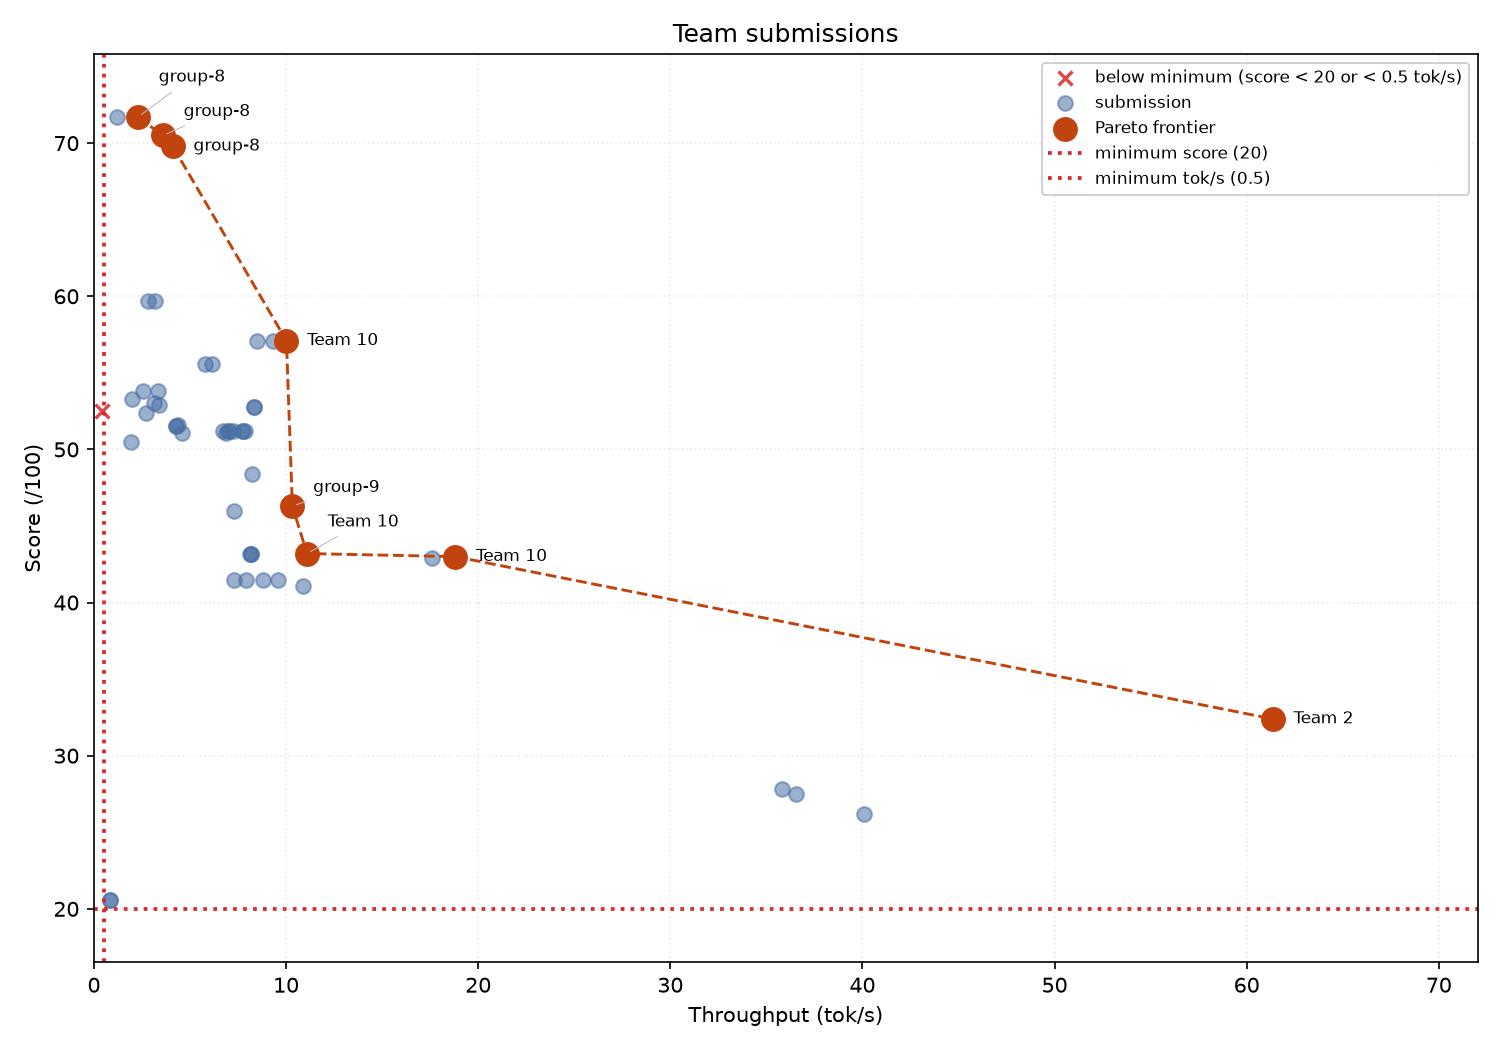 Team submissions
group-8
group-8
group-8
Team 10
group-9
Team 10
Team 10
Team 2
below minimum (score < 20 or < 0.5 tok/s)
submission
Pareto frontier
minimum score (20)
minimum tok/s (0.5)
Score (/100)
70
60
50
40
30
20
0 10 20 30 40 50 60 70
Throughput (tok/s)